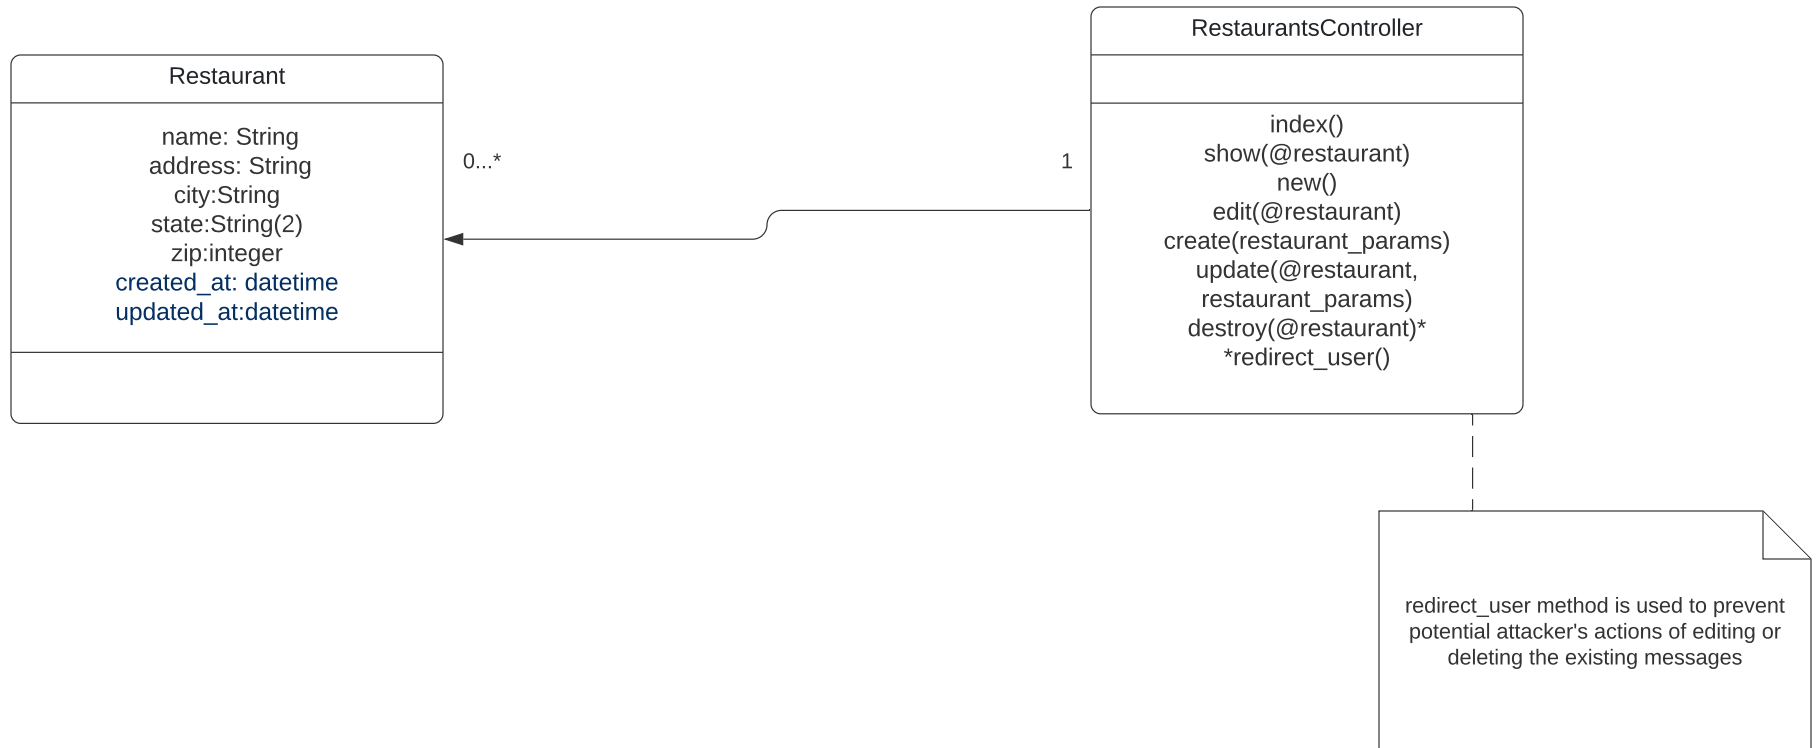 Restaurant
name: String
address: String
city:String
state:String(2)
zip:integer
created_at: datetime
updated_at:datetime
0...*
1
RestaurantsController
index()
show(@restaurant)
new()
edit(@restaurant)
create(restaurant_params)
update(@restaurant,
restaurant_params)
destroy(@restaurant)*
*redirect_user()
redirect_user method is used to prevent
potential attacker's actions of editing or
deleting the existing messages